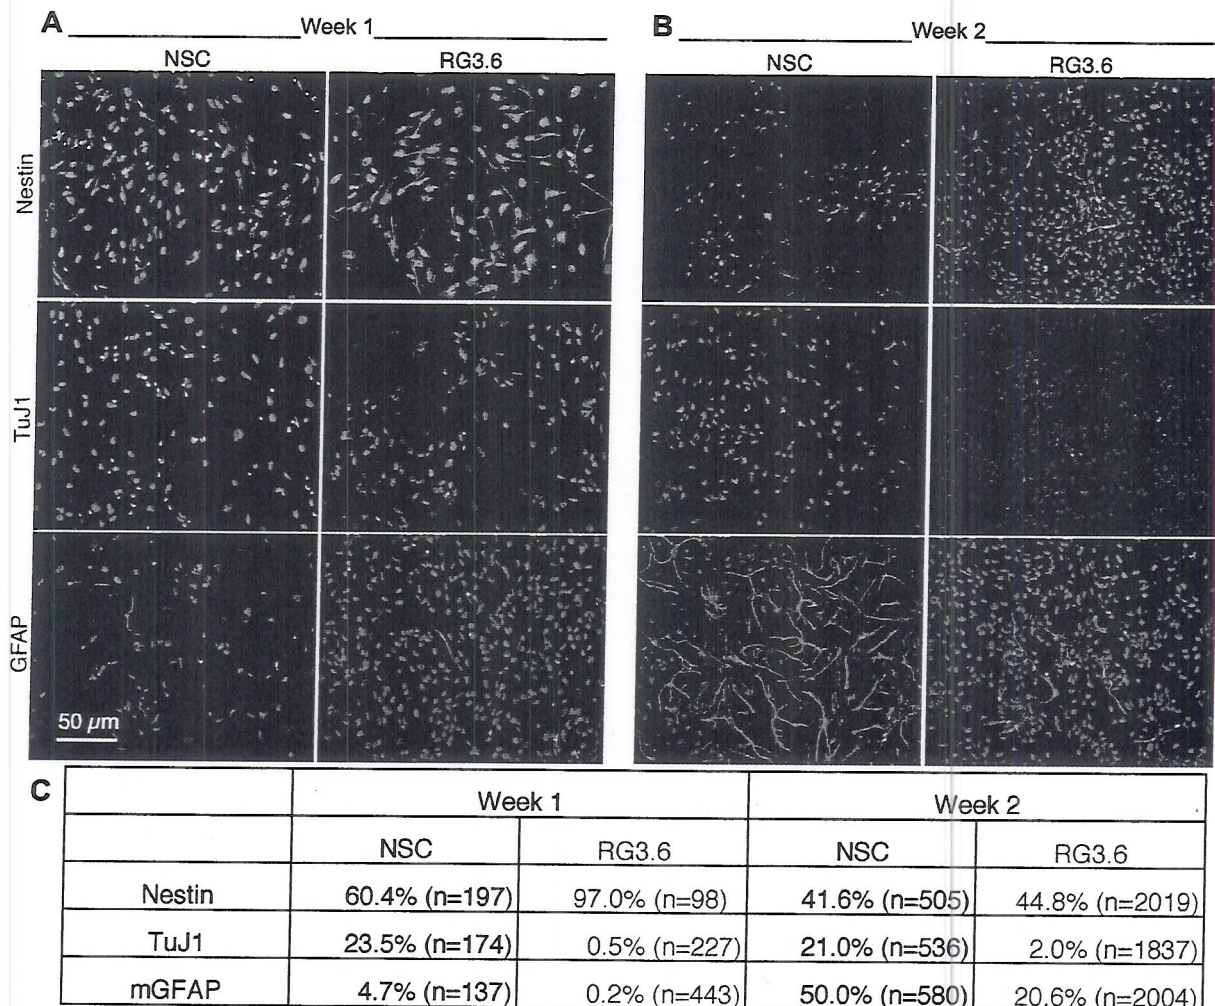 A Week 1
NSC RG3.6
B Week 2
NSC RG3.6
Nestin
TuJ1
GFAP
50 µm
C
Week 1 Week 2
NSC RG3.6 NSC RG3.6
Nestin 60.4% (n=197) 97.0% (n=98) 41.6% (n=505) 44.8% (n=2019)
TuJ1 23.5% (n=174) 0.5% (n=227) 21.0% (n=536) 2.0% (n=1837)
mGFAP 4.7% (n=137) 0.2% (n=443) 50.0% (n=580) 20.6% (n=2004)